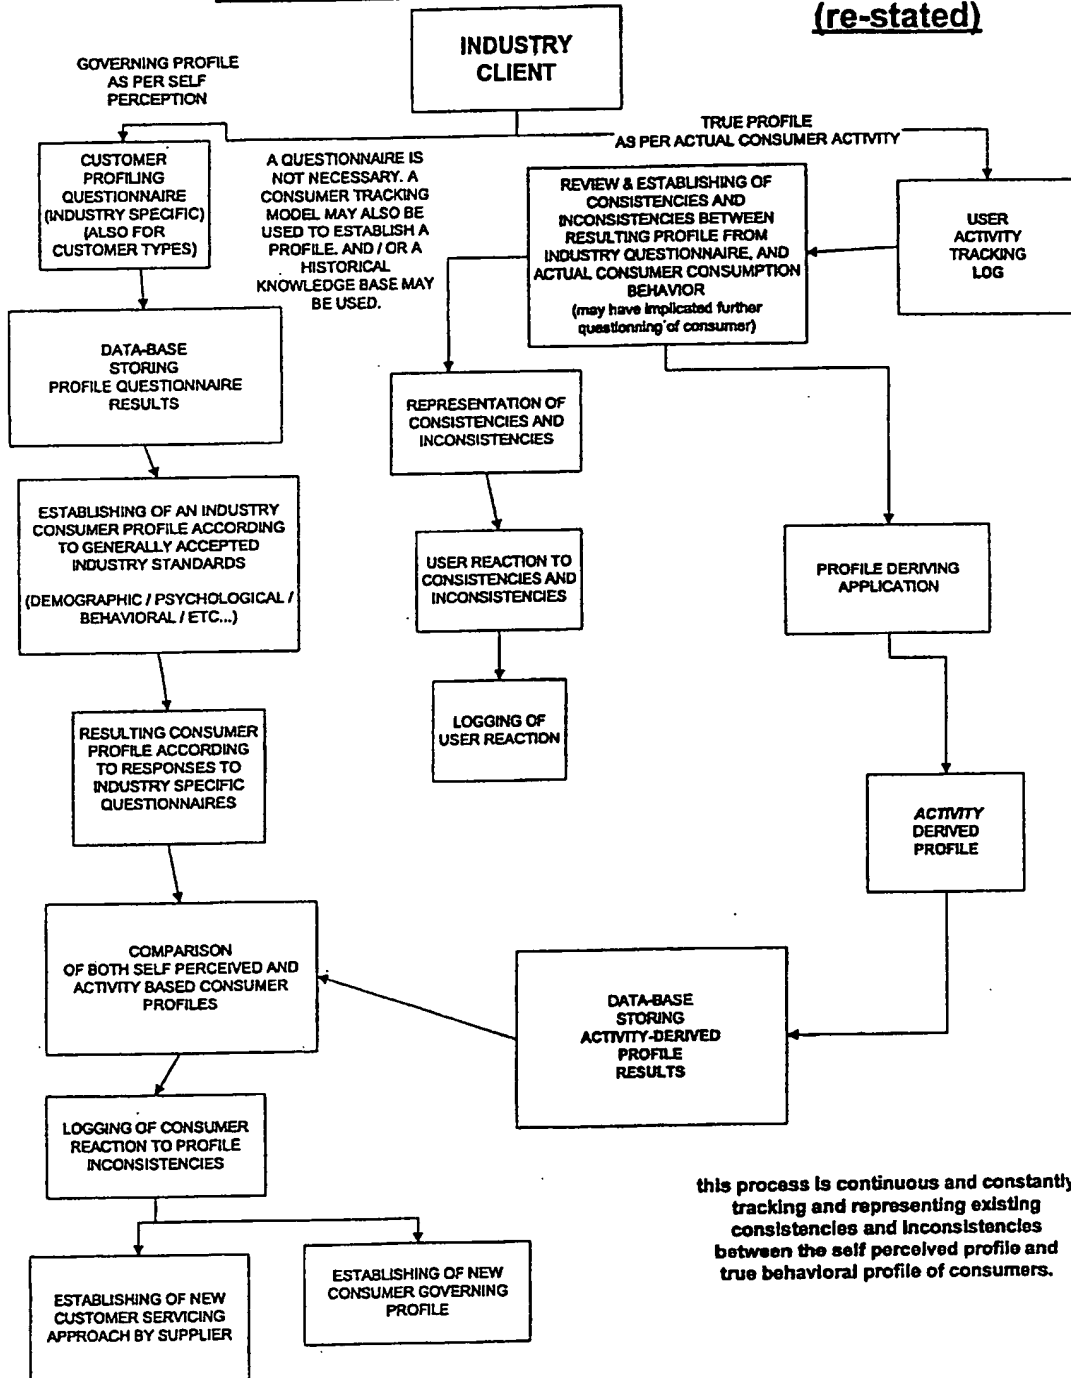 (re-stated)
INDUSTRY
CLIENT
GOVERNING PROFILE
AS PER SELF
PERCEPTION
TRUE PROFILE
AS PER ACTUAL CONSUMER ACTIVITY
CUSTOMER
PROFILING
QUESTIONNAIRE
(INDUSTRY SPECIFIC)
(ALSO FOR
CUSTOMER TYPES)
A QUESTIONNAIRE IS
NOT NECESSARY. A
CONSUMER TRACKING
MODEL MAY ALSO BE
USED TO ESTABLISH A
PROFILE. AND / OR A
HISTORICAL
KNOWLEDGE BASE MAY
BE USED.
REVIEW & ESTABLISHING OF
CONSISTENCIES AND
INCONSISTENCIES BETWEEN
RESULTING PROFILE FROM
INDUSTRY QUESTIONNAIRE, AND
ACTUAL CONSUMER CONSUMPTION
BEHAVIOR
(may have implicated further
questionning of consumer)
USER
ACTIVITY
TRACKING
LOG
DATA-BASE
STORING
PROFILE QUESTIONNAIRE
RESULTS
REPRESENTATION OF
CONSISTENCIES AND
INCONSISTENCIES
ESTABLISHING OF AN INDUSTRY
CONSUMER PROFILE ACCORDING
TO GENERALLY ACCEPTED
INDUSTRY STANDARDS
(DEMOGRAPHIC / PSYCHOLOGICAL /
BEHAVIORAL / ETC...)
USER REACTION TO
CONSISTENCIES AND
INCONSISTENCIES
PROFILE DERIVING
APPLICATION
LOGGING OF
USER REACTION
RESULTING CONSUMER
PROFILE ACCORDING
TO RESPONSES TO
INDUSTRY SPECIFIC
QUESTIONNAIRES
ACTIVITY
DERIVED
PROFILE
COMPARISON
OF BOTH SELF PERCEIVED AND
ACTIVITY BASED CONSUMER
PROFILES
DATA-BASE
STORING
ACTIVITY-DERIVED
PROFILE
RESULTS
LOGGING OF CONSUMER
REACTION TO PROFILE
INCONSISTENCIES
this process is continuous and constantly
tracking and representing existing
consistencies and inconsistencies
between the self perceived profile and
true behavioral profile of consumers.
ESTABLISHING OF NEW
CUSTOMER SERVICING
APPROACH BY SUPPLIER
ESTABLISHING OF NEW
CONSUMER GOVERNING
PROFILE